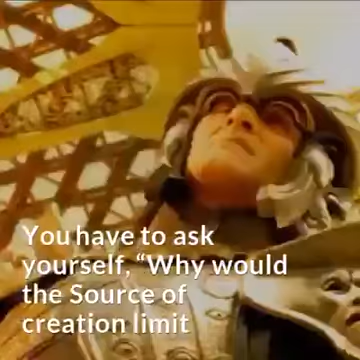 You have to ask
yourself, “Why would
the Source of
creation limit